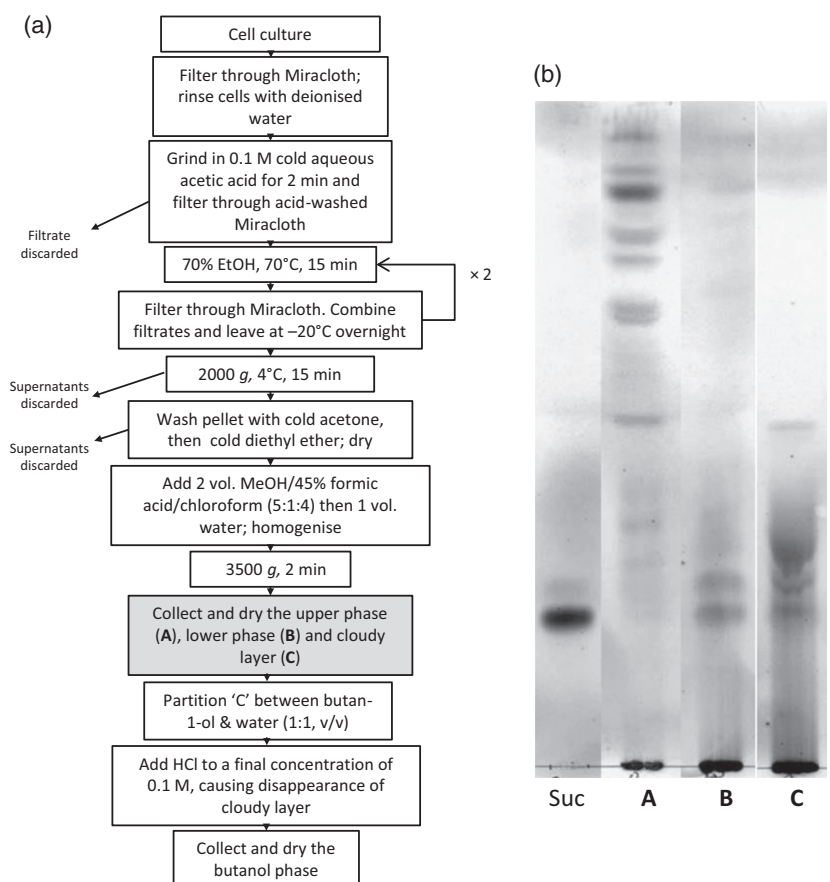 (a)
Cell culture
Filter through Miracloth;
rinse cells with deionised
water
Grind in 0.1 M cold aqueous
acetic acid for 2 min and
filter through acid-washed
Miracloth
Filtrate
discarded
70% EtOH, 70°C, 15 min
× 2
Filter through Miracloth. Combine
filtrates and leave at –20°C overnight
2000 g, 4°C, 15 min
Supernatants
discarded
Wash pellet with cold acetone,
then cold diethyl ether; dry
Supernatants
discarded
Add 2 vol. MeOH/45% formic
acid/chloroform (5:1:4) then 1 vol.
water; homogenise
3500 g, 2 min
Collect and dry the upper phase
(A), lower phase (B) and cloudy
layer (C)
Partition ‘C’ between butan-
1-ol & water (1:1, v/v)
Add HCl to a final concentration of
0.1 M, causing disappearance of
cloudy layer
Collect and dry the
butanol phase
(b)
Suc A B C